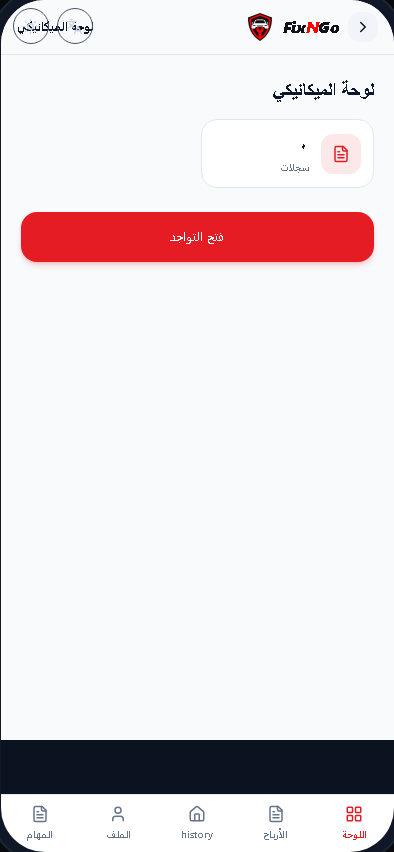 FixNGo
لوحة الميكانيكي
لوحة الميكانيكي
٠
سجلات
فتح التواجد
اللوحة
الأرباح
history
الملف
المهام